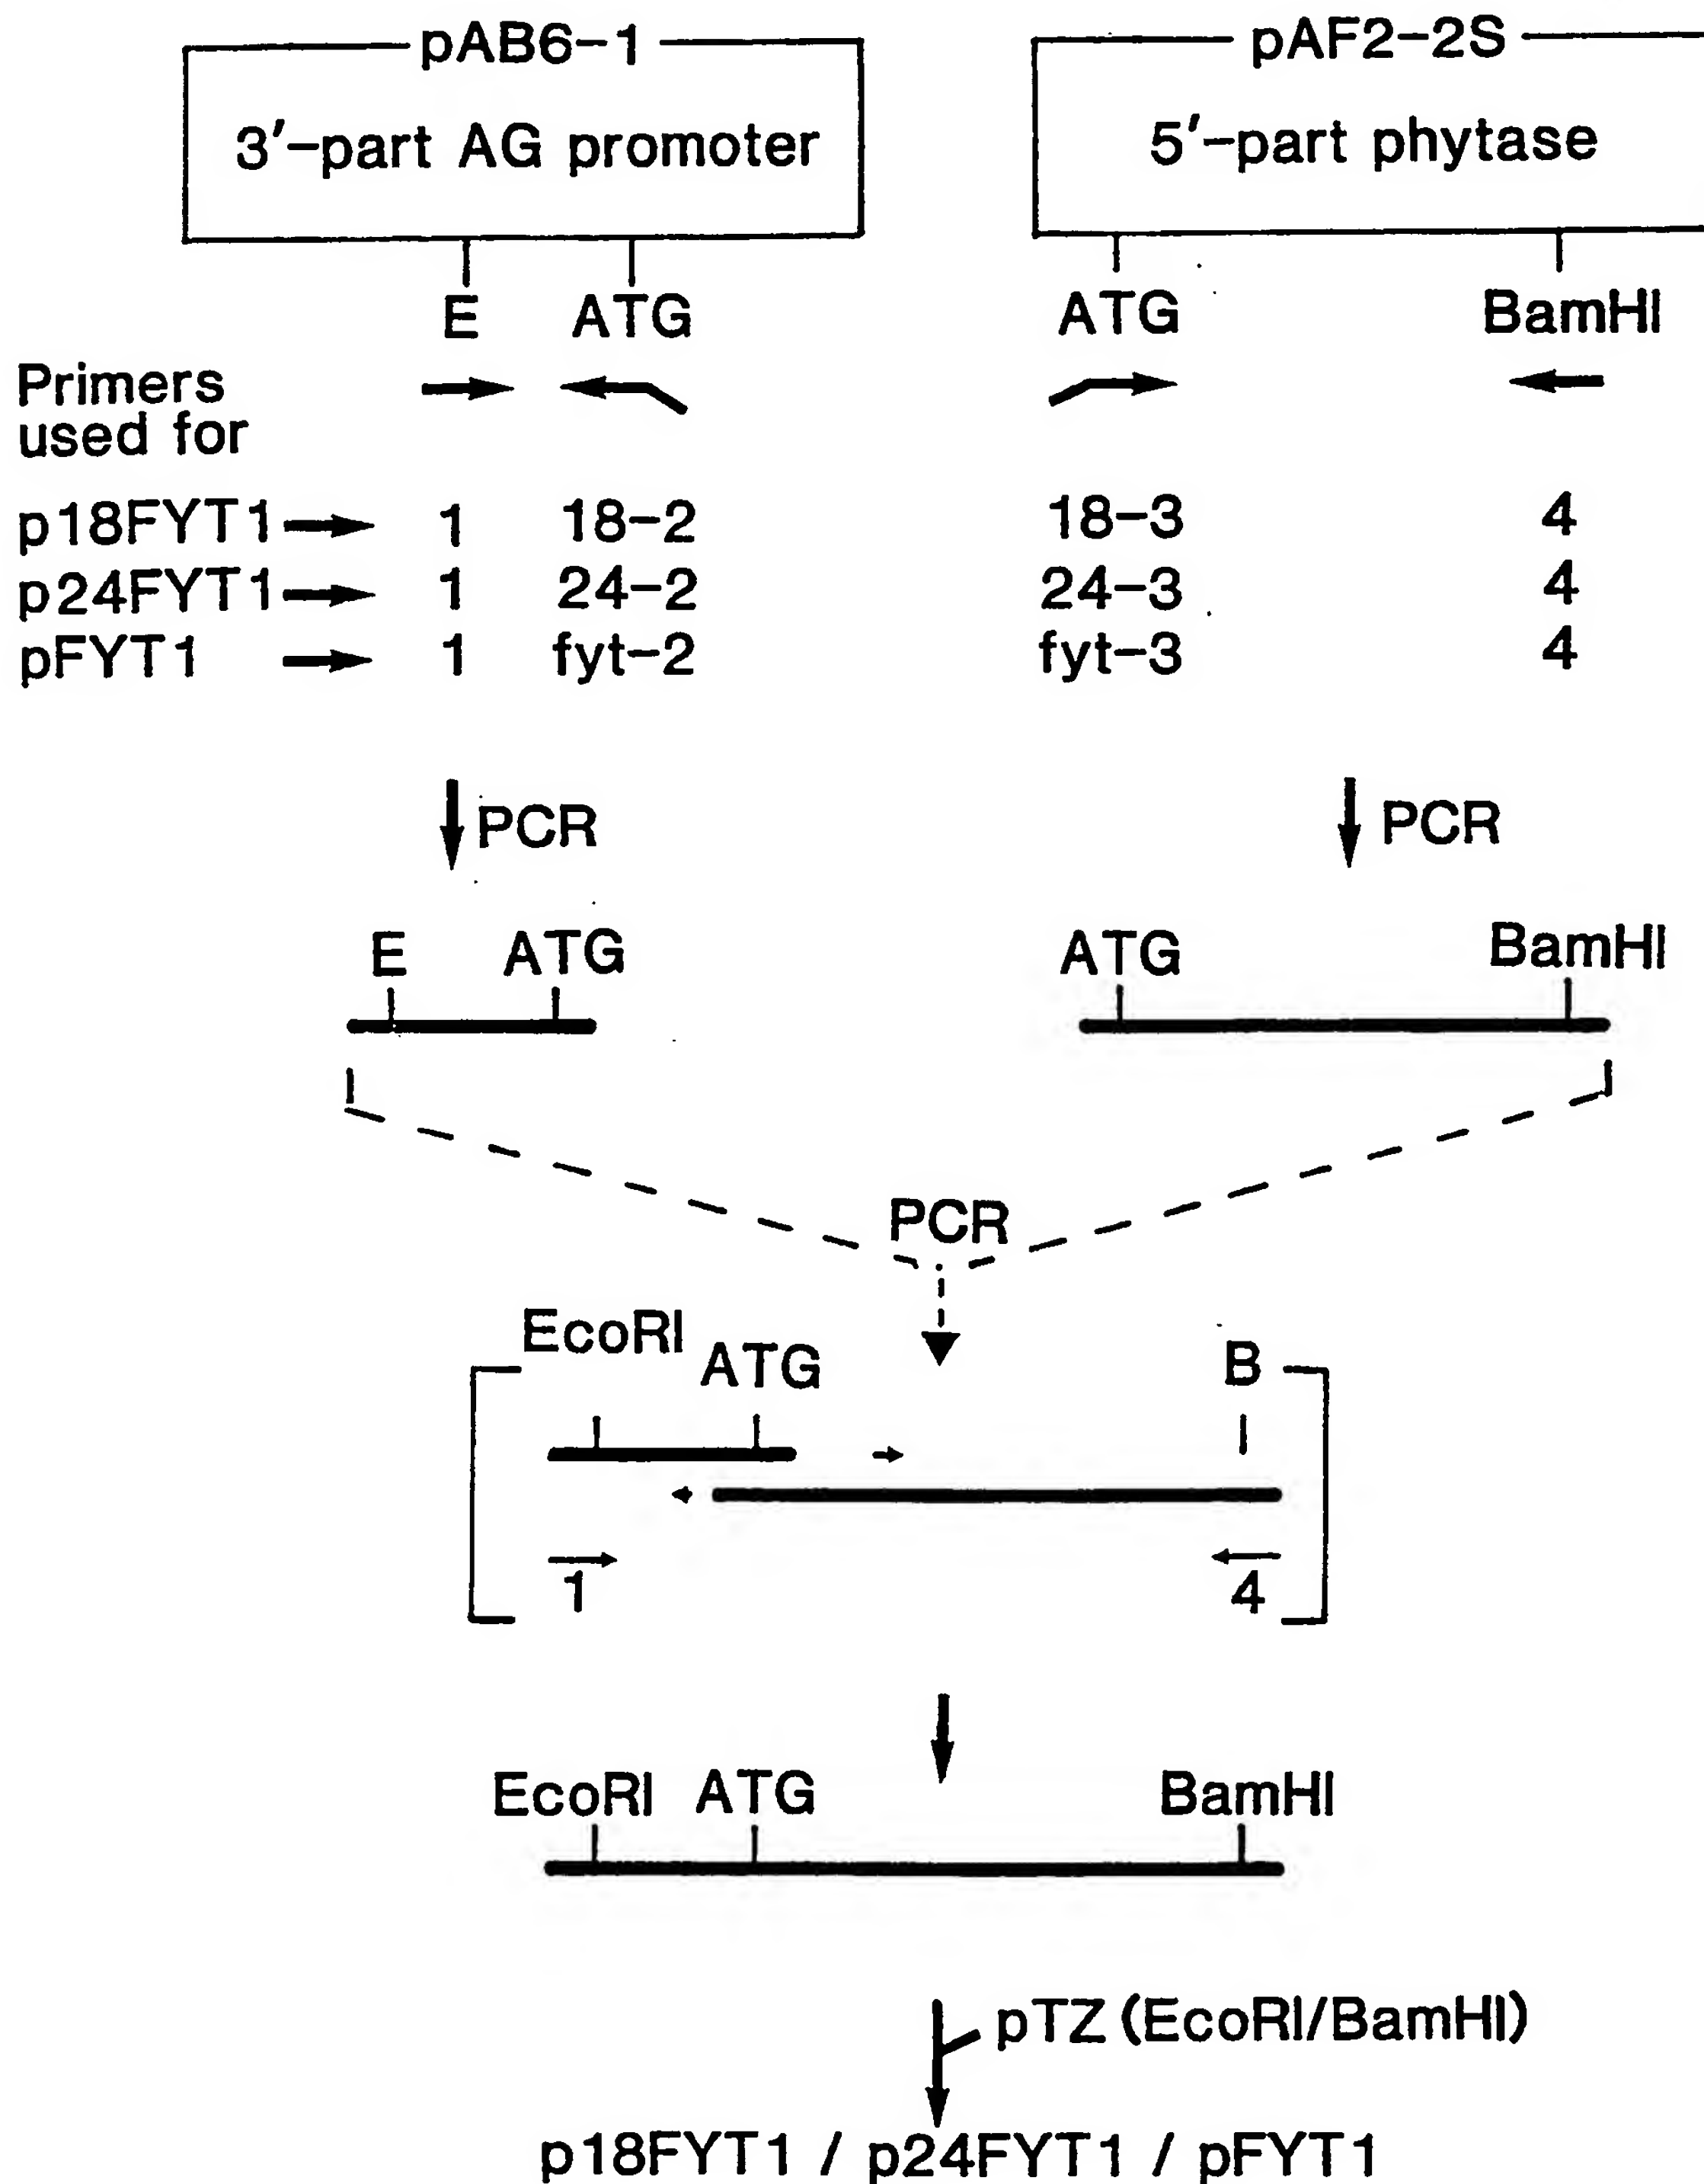 pAB6-1 pAF2-2S
3′-part AG promoter 5′-part phytase
E ATG ATG BamHI
Primers
used for
p18FYT1 1 18-2 18-3 4
p24FYT1 1 24-2 24-3 4
pFYT1 1 fyt-2 fyt-3 4
PCR PCR
E ATG ATG BamHI
PCR
EcoRI ATG B
1 4
EcoRI ATG BamHI
pTZ (EcoRI/BamHI)
p18FYT1 / p24FYT1 / pFYT1